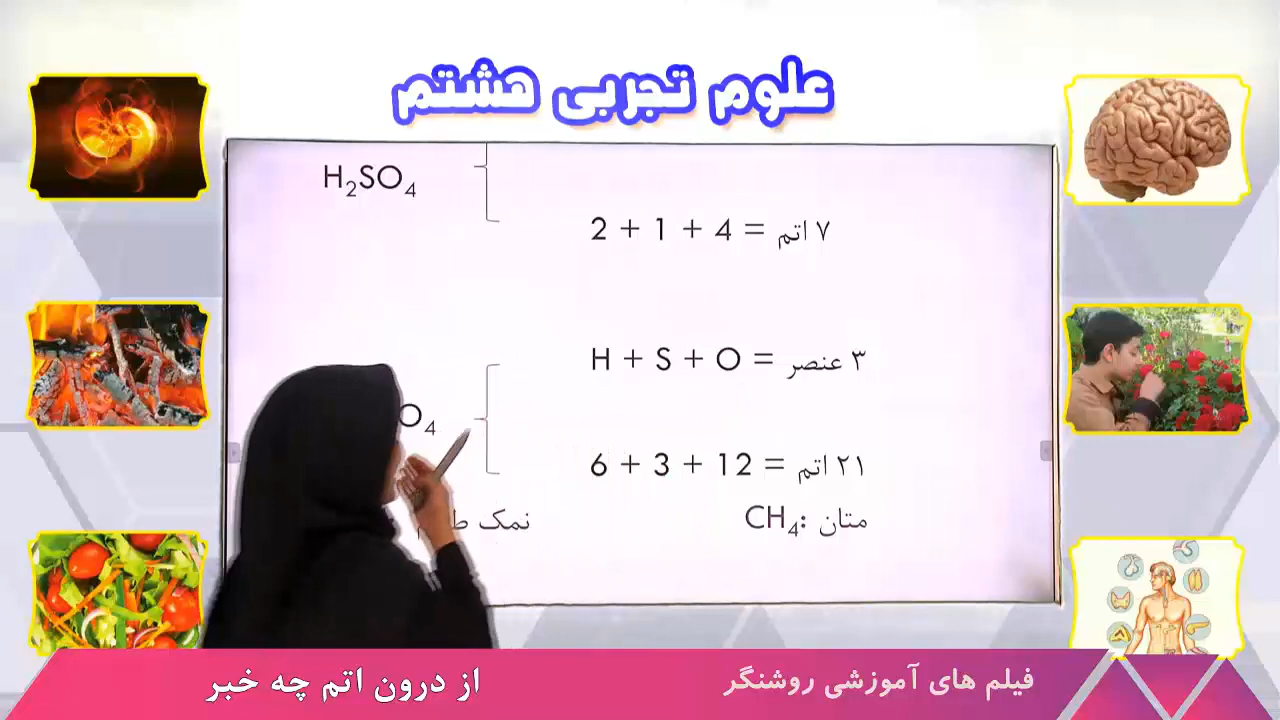 علوم تجربی هشتم
H₂SO₄
2 + 1 + 4 = ۷ اتم
H + S + O = ۳ عنصر
O₄
6 + 3 + 12 = ۲۱ اتم
متان :CH₄
نمک
از درون اتم چه خبر
فیلم های آموزشی روشنگر